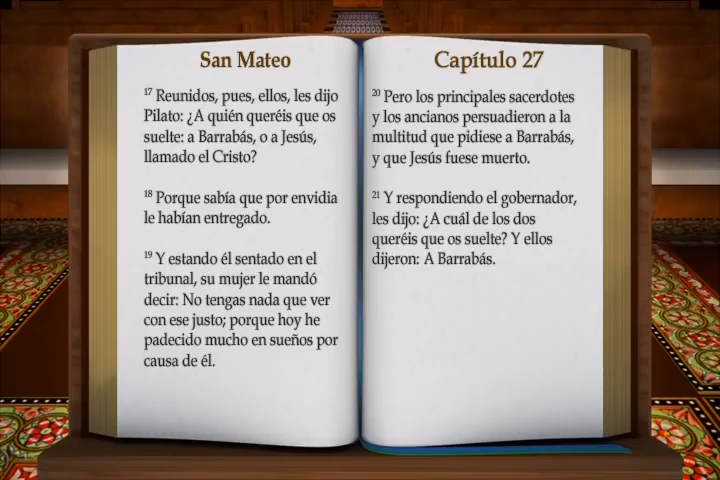 San Mateo
17 Reunidos, pues, ellos, les dijo
Pilato: ¿A quién queréis que os
suelte: a Barrabás, o a Jesús,
llamado el Cristo?
18 Porque sabía que por envidia
le habían entregado.
19 Y estando él sentado en el
tribunal, su mujer le mandó
decir: No tengas nada que ver
con ese justo; porque hoy he
padecido mucho en sueños por
causa de él.
Capítulo 27
20 Pero los principales sacerdotes
y los ancianos persuadieron a la
multitud que pidiese a Barrabás,
y que Jesús fuese muerto.
21 Y respondiendo el gobernador,
les dijo: ¿A cuál de los dos
queréis que os suelte? Y ellos
dijeron: A Barrabás.